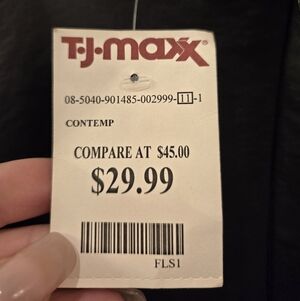 T·J·maxx®
08-5040-901485-002999-11-1
CONTEMP
COMPARE AT $45.00
$29.99
FLS1